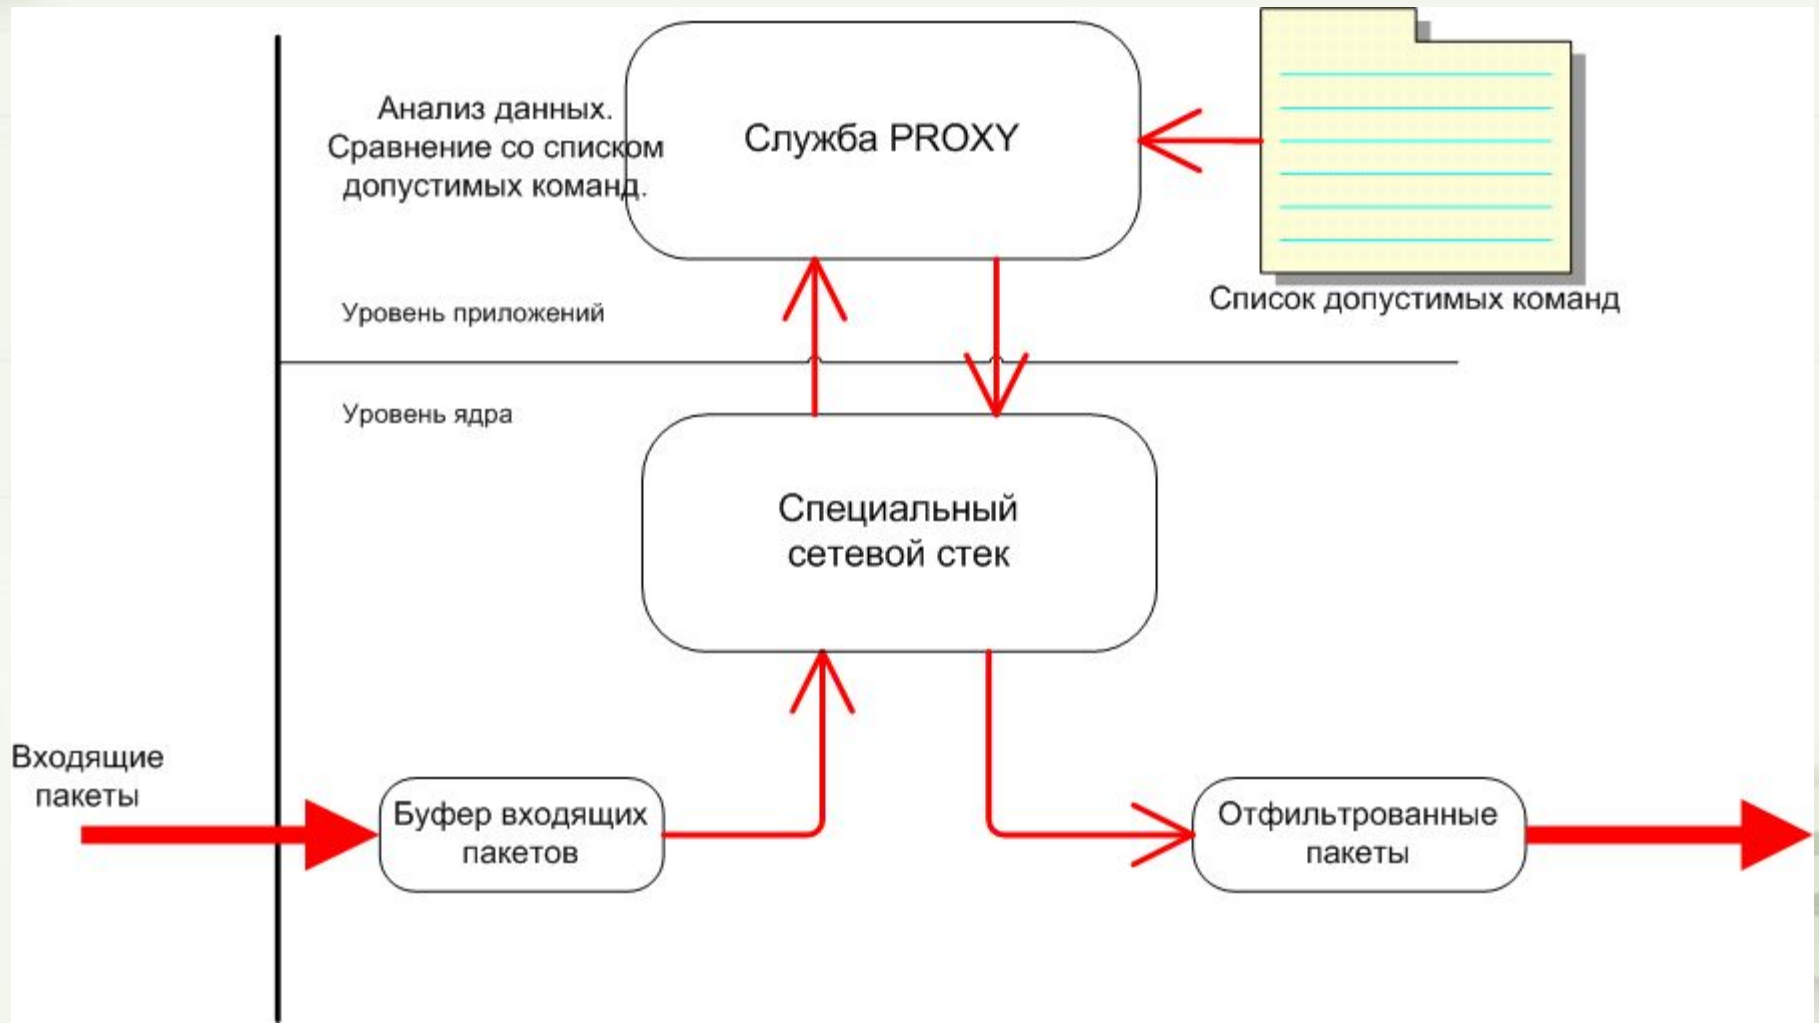 Анализ данных.
Сравнение со списком
допустимых команд.
Служба PROXY
Список допустимых команд
Уровень приложений
Уровень ядра
Специальный
сетевой стек
Входящие
пакеты
Буфер входящих
пакетов
Отфильтрованные
пакеты